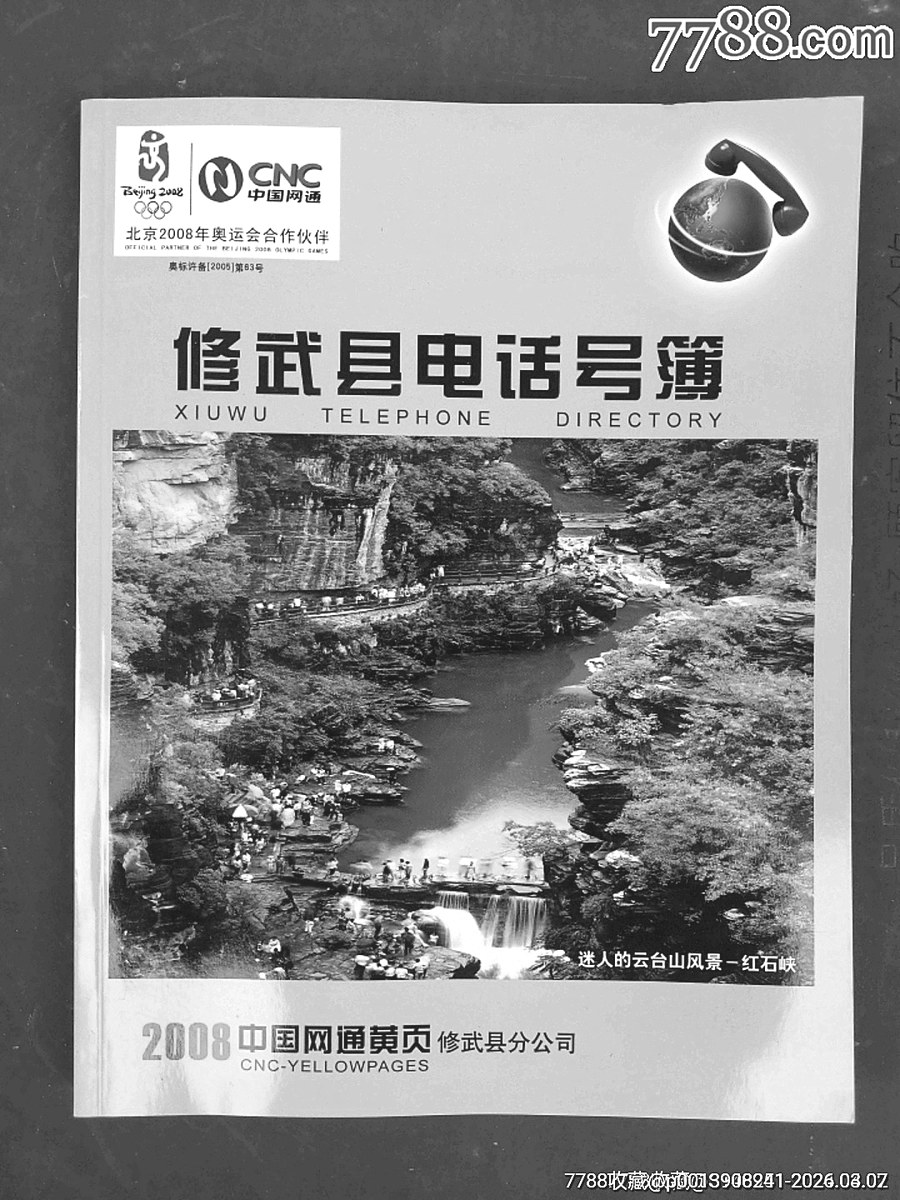 7788.com
Beijing 2008
CNC
中国网通
北京2008年奥运会合作伙伴
OFFICIAL PARTNER OF THE BEIJING 2008 OLYMPIC GAMES
奥标许备[2005]第63号
修武县电话号簿
XIUWU TELEPHONE DIRECTORY
迷人的云台山风景－红石峡
2008中国网通黄页 修武县分公司
CNC-YELLOWPAGES